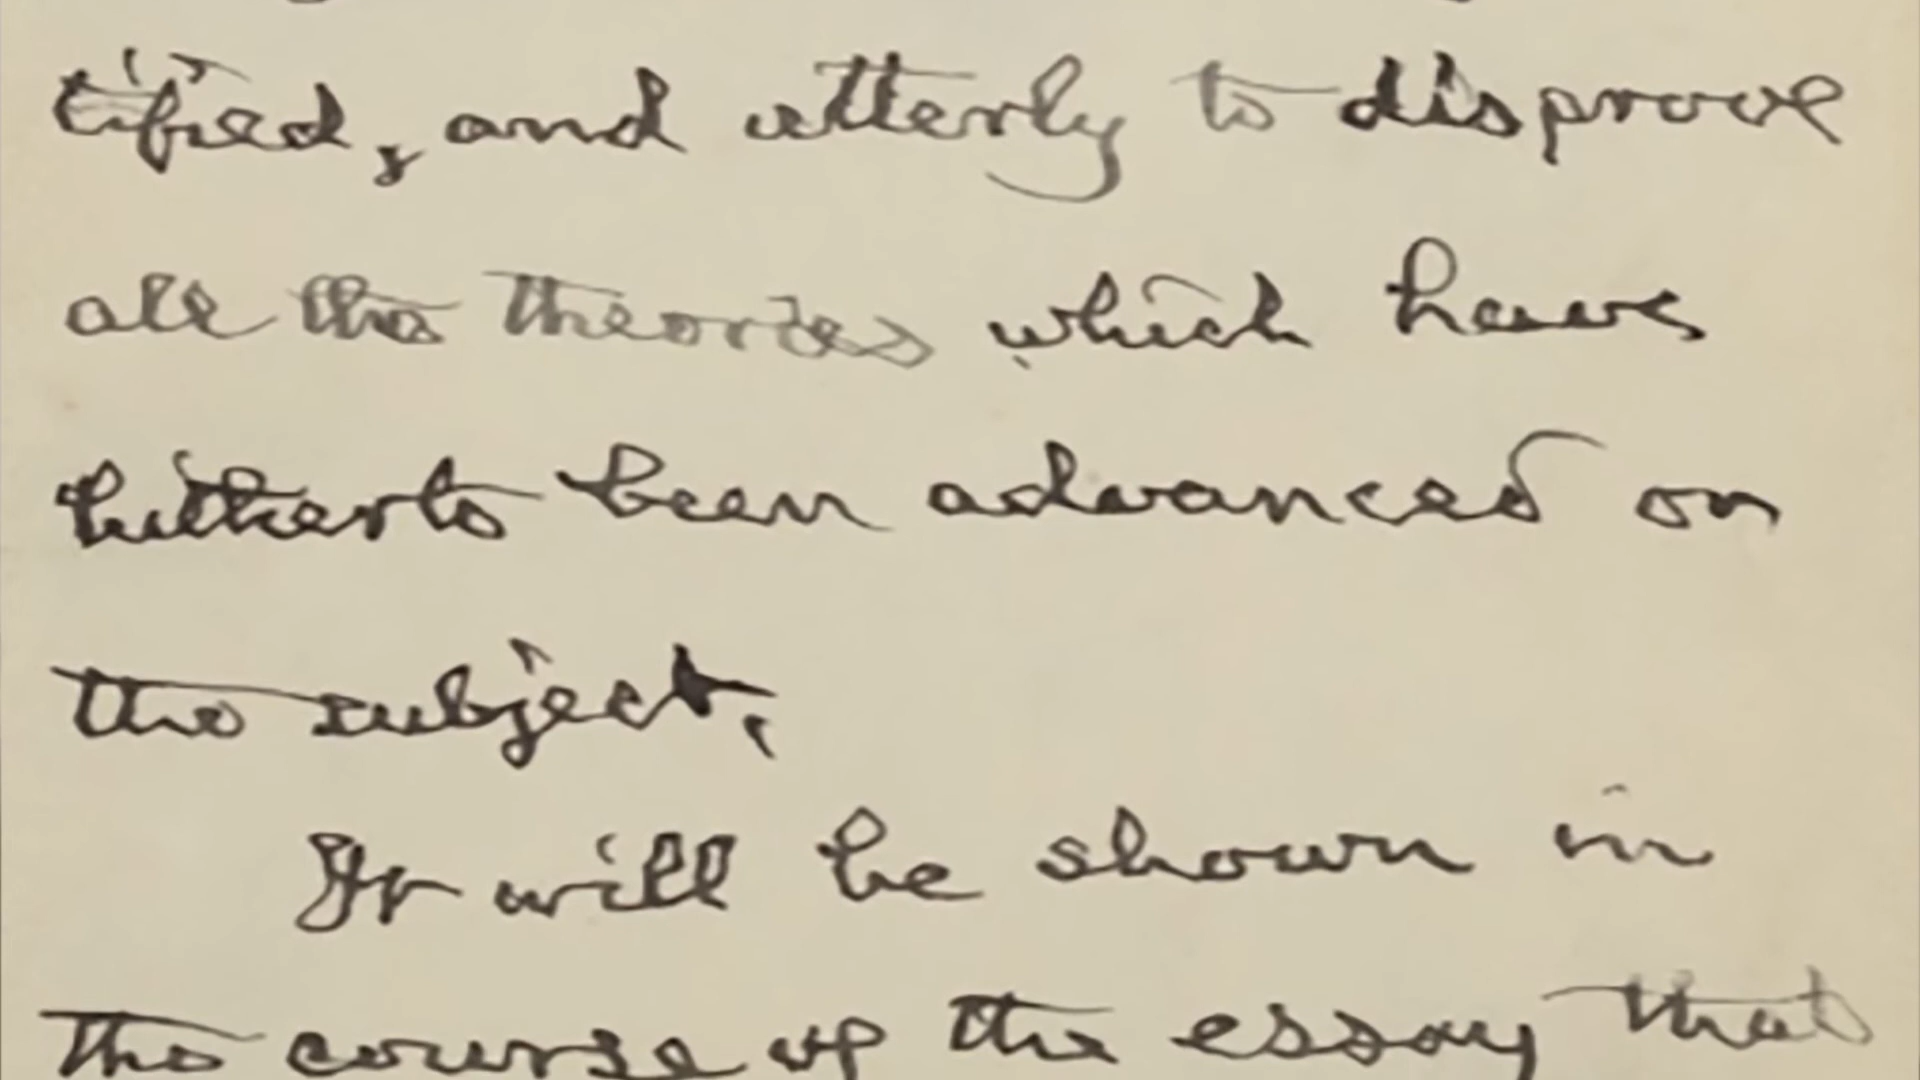 tified, and utterly to disprove
all the theories which have
hitherto been advanced on
the subject.
It will be shown in
the course of the essay that